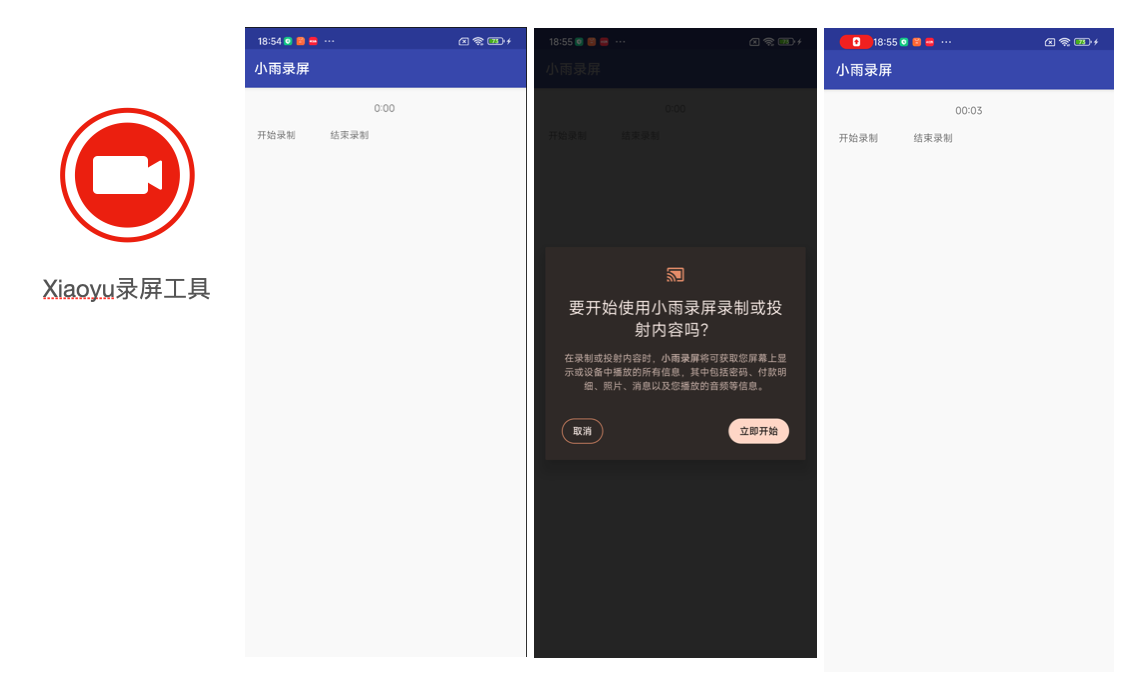 Xiaoyu录屏工具
18:54
小雨录屏
0:00
开始录制 结束录制
18:55
小雨录屏
0:00
开始录制 结束录制
要开始使用小雨录屏录制或投
射内容吗？
在录制或投射内容时，小雨录屏将可获取您屏幕上显
示或设备中播放的所有信息，其中包括密码、付款明
细、照片、消息以及您播放的音频等信息。
取消 立即开始
18:55
小雨录屏
00:03
开始录制 结束录制